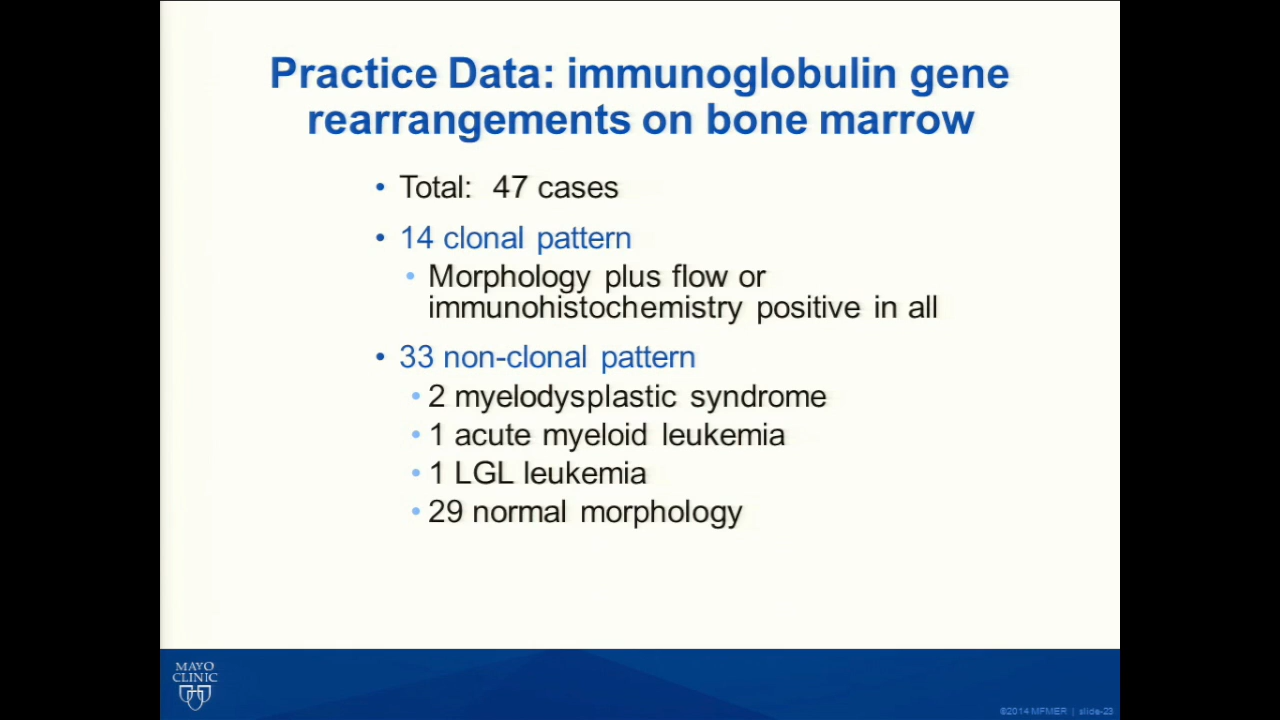 Practice Data: immunoglobulin gene
rearrangements on bone marrow
• Total: 47 cases
• 14 clonal pattern
• Morphology plus flow or
immunohistochemistry positive in all
• 33 non-clonal pattern
• 2 myelodysplastic syndrome
• 1 acute myeloid leukemia
• 1 LGL leukemia
• 29 normal morphology
MAYO
CLINIC
©2014 MFMER | slide-23